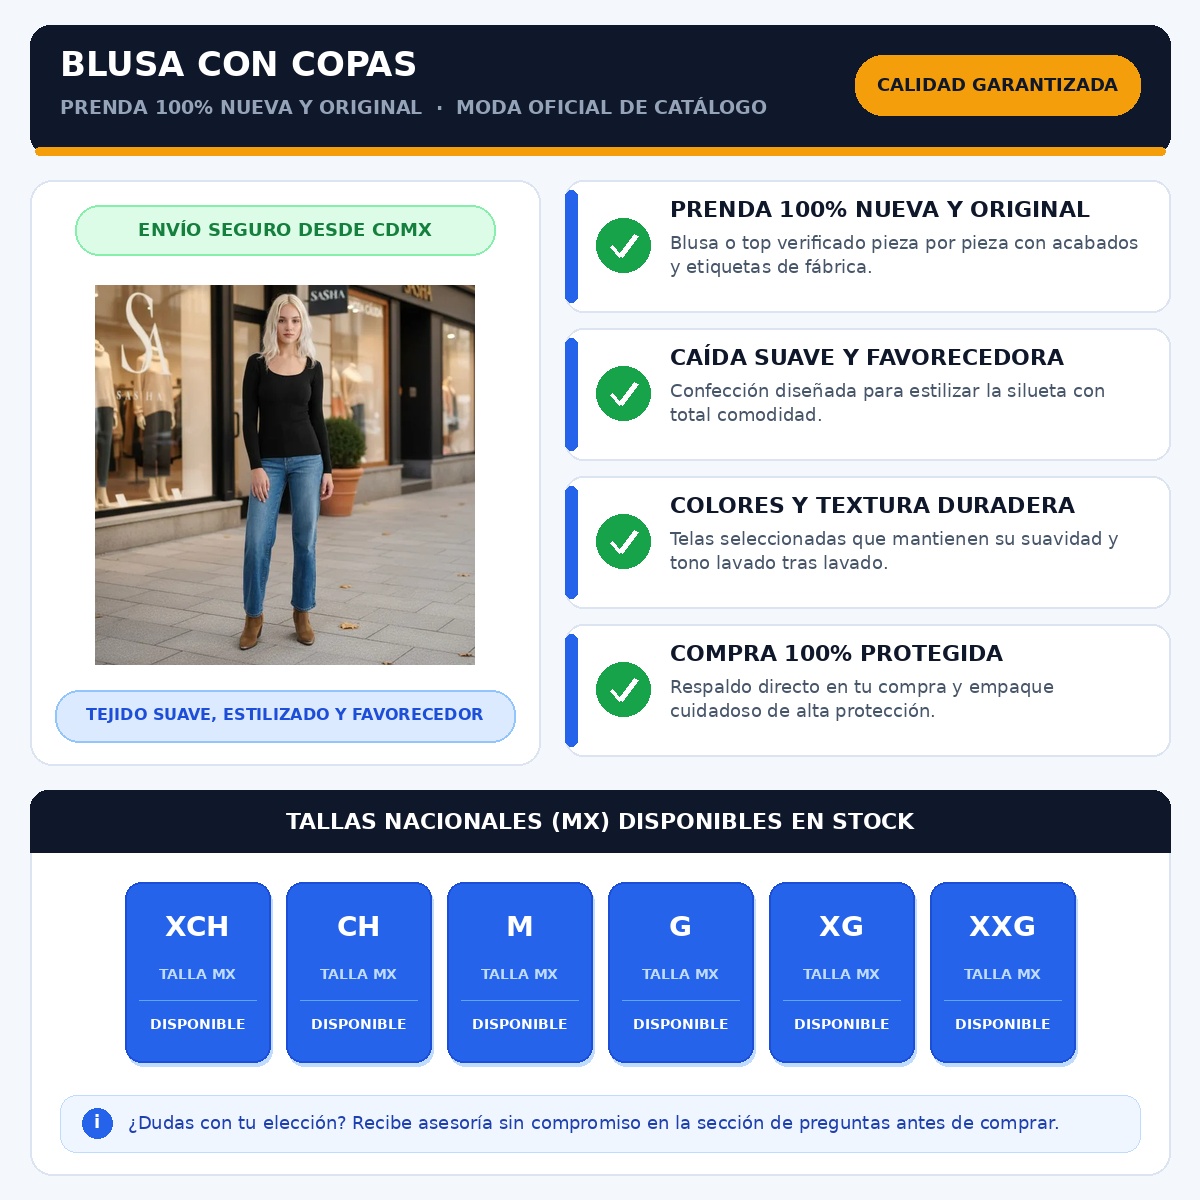 BLUSA CON COPAS
PRENDA 100% NUEVA Y ORIGINAL · MODA OFICIAL DE CATÁLOGO
CALIDAD GARANTIZADA
ENVÍO SEGURO DESDE CDMX
SA
SASHA
SASHA
SASHA
TEJIDO SUAVE, ESTILIZADO Y FAVORECEDOR
PRENDA 100% NUEVA Y ORIGINAL
Blusa o top verificado pieza por pieza con acabados
y etiquetas de fábrica.
CAÍDA SUAVE Y FAVORECEDORA
Confección diseñada para estilizar la silueta con
total comodidad.
COLORES Y TEXTURA DURADERA
Telas seleccionadas que mantienen su suavidad y
tono lavado tras lavado.
COMPRA 100% PROTEGIDA
Respaldo directo en tu compra y empaque
cuidadoso de alta protección.
TALLAS NACIONALES (MX) DISPONIBLES EN STOCK
XCH
TALLA MX
DISPONIBLE
CH
TALLA MX
DISPONIBLE
M
TALLA MX
DISPONIBLE
G
TALLA MX
DISPONIBLE
XG
TALLA MX
DISPONIBLE
XXG
TALLA MX
DISPONIBLE
i
¿Dudas con tu elección? Recibe asesoría sin compromiso en la sección de preguntas antes de comprar.